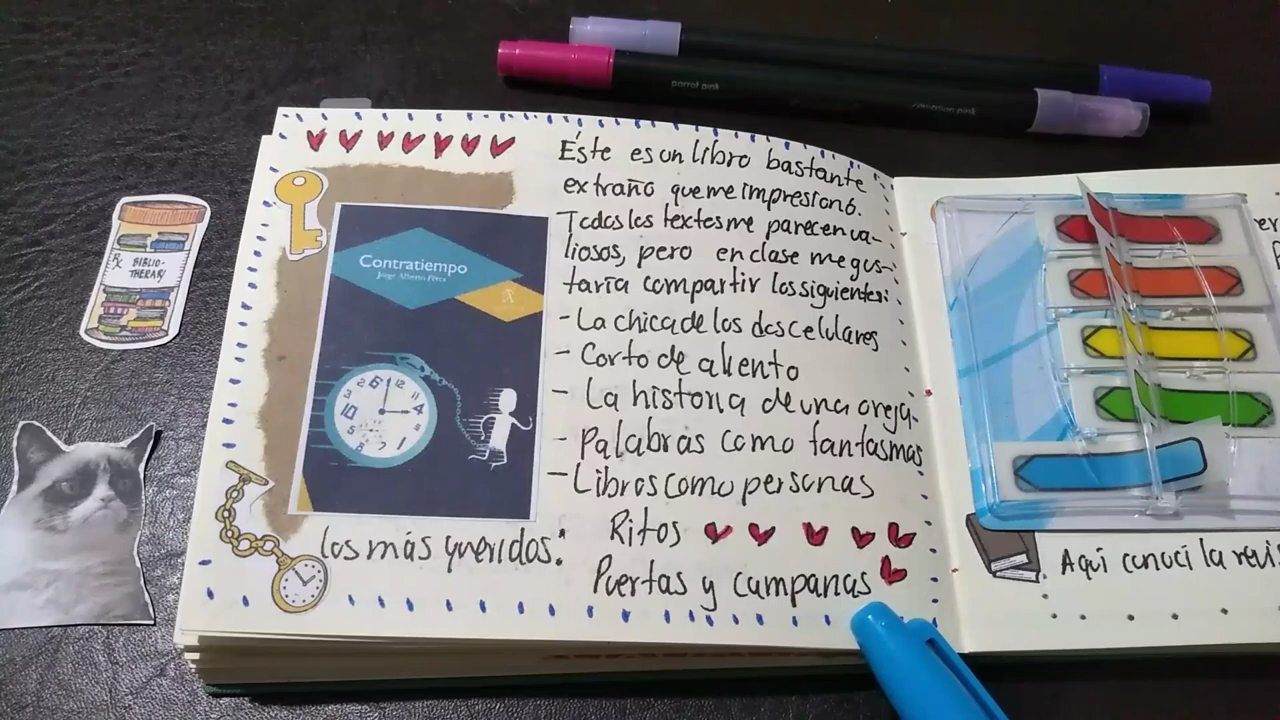 parrot pink
Rx
BIBLIO-
THERAPY
Contratiempo
Jorge Alberto Pérez
Éste es un libro bastante
extraño que me impresionó.
Todos los textos me parecen va-
liosos, pero en clase me gus-
taría compartir los siguientes:
- La chica de los dos celulares
- Corto de aliento
- La historia de una oreja.
- Palabras como fantasmas
- Libros como personas
los más queridos:
Ritos
Puertas y campanas
Aquí conocí la revis